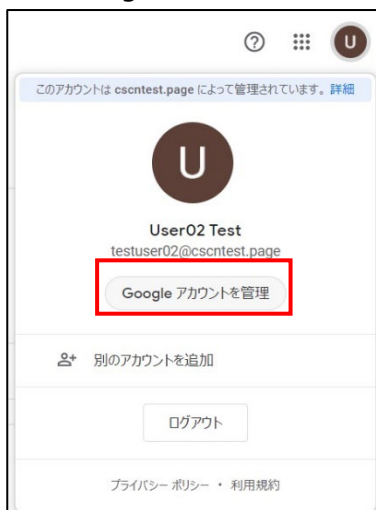 U
このアカウントは cscntest.page によって管理されています。詳細
U
User02 Test
testuser02@cscntest.page
Google アカウントを管理
別のアカウントを追加
ログアウト
プライバシー ポリシー ・ 利用規約